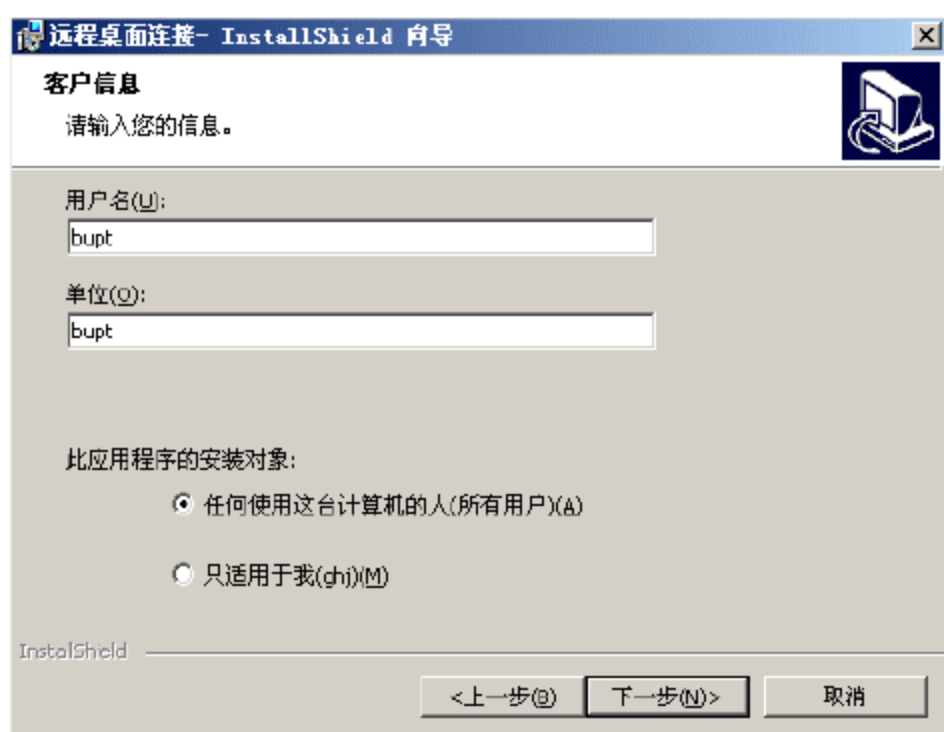 远程桌面连接- InstallShield 向导
客户信息
请输入您的信息。
用户名(U):
bupt
单位(O):
bupt
此应用程序的安装对象:
任何使用这台计算机的人(所有用户)(A)
只适用于我(ghj)(M)
InstallShield
<上一步(B) 下一步(N)> 取消